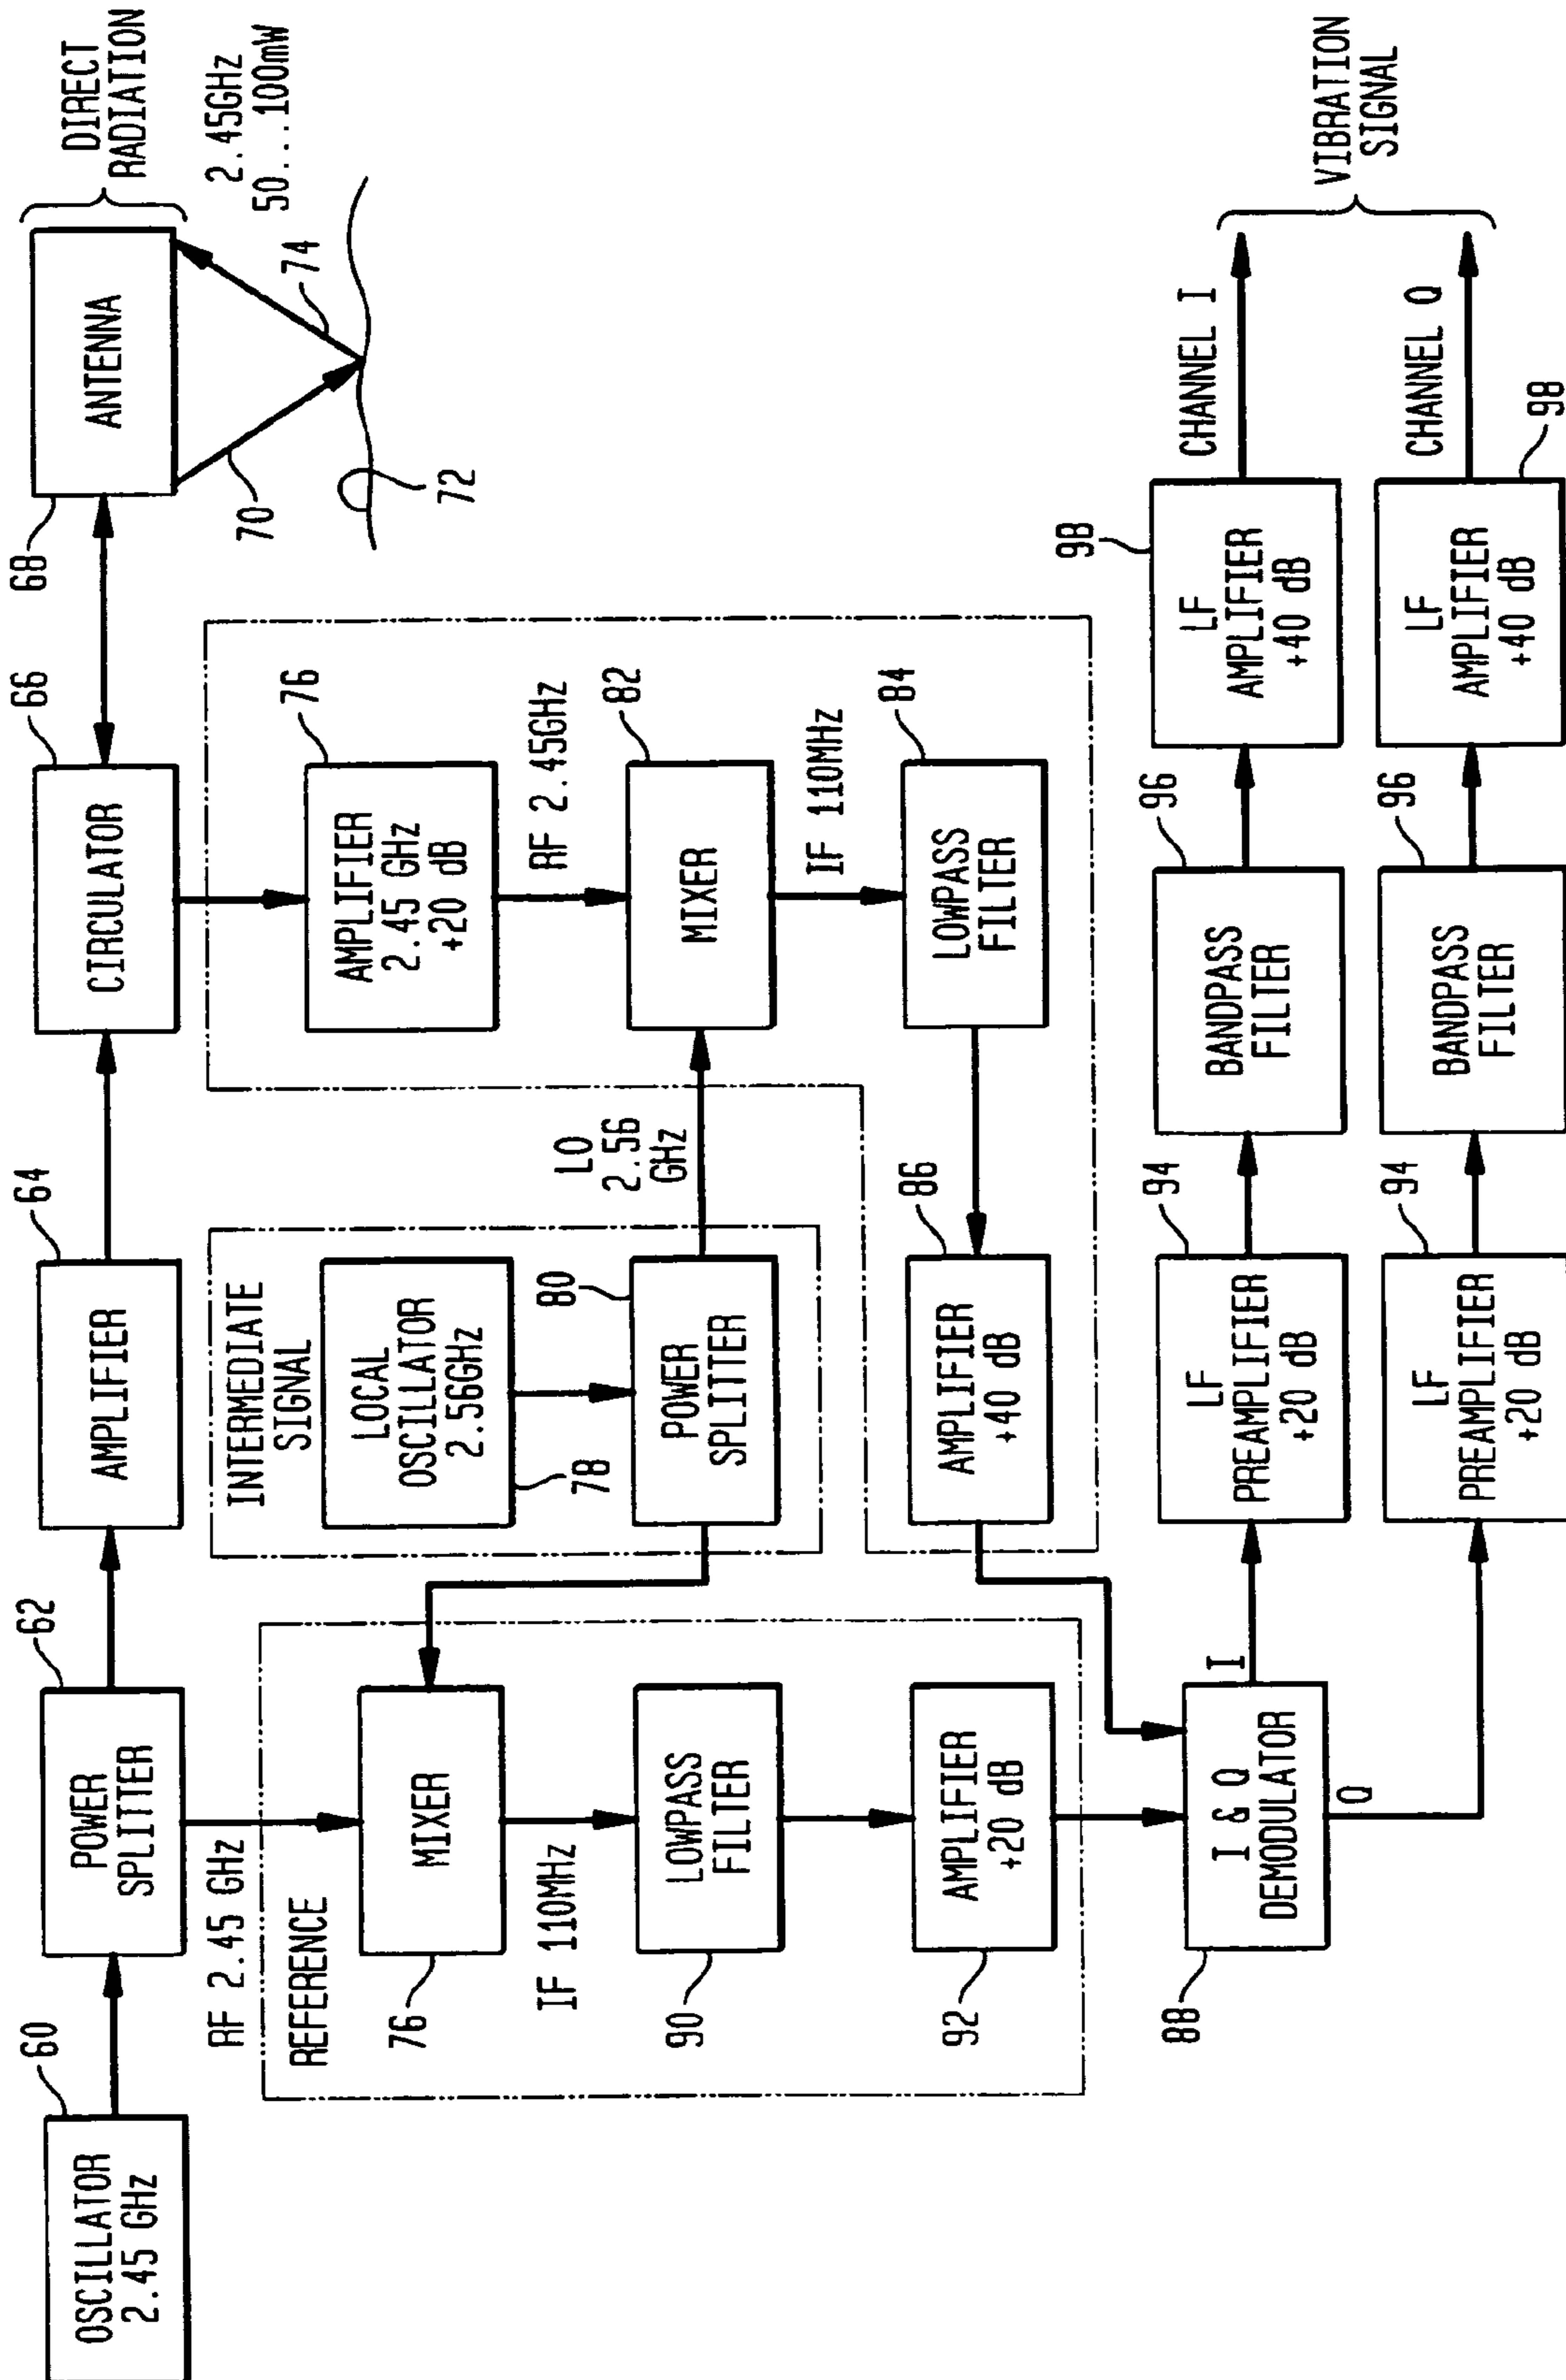 60
OSCILLATOR
2.45 GHz
62
POWER
SPLITTER
64
AMPLIFIER
66
CIRCULATOR
68
ANTENNA
DIRECT
RADIATION
2.45GHz
50...100mW
70
74
72
RF 2.45 GHz
REFERENCE
MIXER
76
IF 110MHz
LOWPASS
FILTER
90
AMPLIFIER
+20 dB
92
INTERMEDIATE
SIGNAL
LOCAL
OSCILLATOR
2.56GHz
78
80
POWER
SPLITTER
LO
2.56
GHz
76
AMPLIFIER
2.45 GHz
+20 dB
RF 2.45GHz
82
MIXER
IF 110MHz
84
LOWPASS
FILTER
86
AMPLIFIER
+40 dB
I & Q
DEMODULATOR
88
I
Q
94
LF
PREAMPLIFIER
+20 dB
96
BANDPASS
FILTER
98
LF
AMPLIFIER
+40 dB
CHANNEL I
94
LF
PREAMPLIFIER
+20 dB
96
BANDPASS
FILTER
LF
AMPLIFIER
+40 dB
98
CHANNEL Q
VIBRATION
SIGNAL